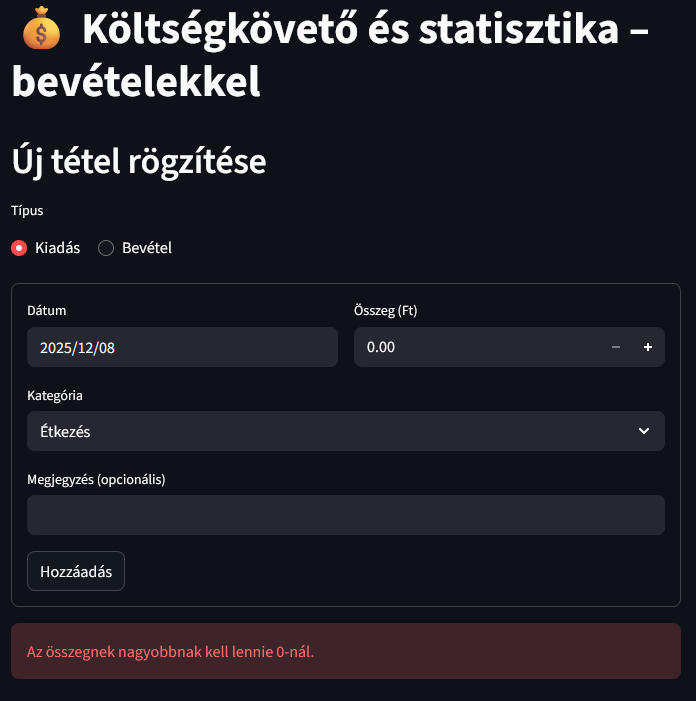 Költségkövető és statisztika –
bevételekkel
Új tétel rögzítése
Típus
Kiadás Bevétel
Dátum Összeg (Ft)
2025/12/08 0.00
Kategória
Étkezés
Megjegyzés (opcionális)
Hozzáadás
Az összegnek nagyobbnak kell lennie 0-nál.